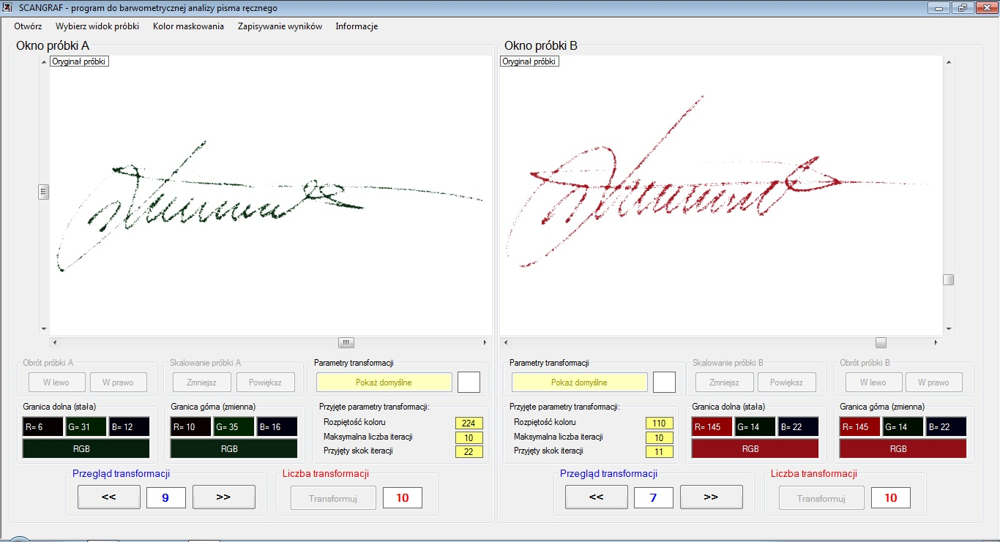 SCANGRAF - program do barwometrycznej analizy pisma ręcznego
Otwórz Wybierz widok próbki Kolor maskowania Zapisywanie wyników Informacje
Okno próbki A
Oryginał próbki
Obrót próbki A
W lewo W prawo
Skalowanie próbki A
Zmniejsz Powiększ
Parametry transformacji
Pokaż domyślne
Granica dolna (stała)
R= 6 G= 31 B= 12
RGB
Granica górna (zmienna)
R= 10 G= 35 B= 16
RGB
Przyjęte parametry transformacji:
Rozpiętość koloru 224
Maksymalna liczba iteracji 10
Przyjęty skok iteracji 22
Przegląd transformacji
<< 9 >>
Liczba transformacji
Transformuj 10
Okno próbki B
Oryginał próbki
Parametry transformacji
Pokaż domyślne
Skalowanie próbki B
Zmniejsz Powiększ
Obrót próbki B
W lewo W prawo
Przyjęte parametry transformacji:
Rozpiętość koloru 110
Maksymalna liczba iteracji 10
Przyjęty skok iteracji 11
Granica dolna (stała)
R= 145 G= 14 B= 22
RGB
Granica górna (zmienna)
R= 145 G= 14 B= 22
RGB
Przegląd transformacji
<< 7 >>
Liczba transformacji
Transformuj 10